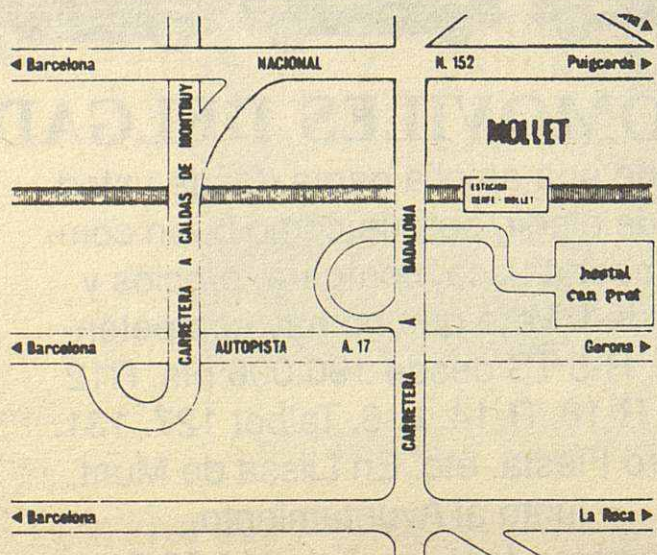 ◄ Barcelona NACIONAL N. 152 Puigcerdá ►
MOLLET
CARRETERA A CALDAS DE MONTBUY
ESTACION
RENFE - MOLLET
CARRETERA A BADALONA
hostal
Can Prat
◄ Barcelona AUTOPISTA A. 17 Gerona ►
◄ Barcelona La Roca ►